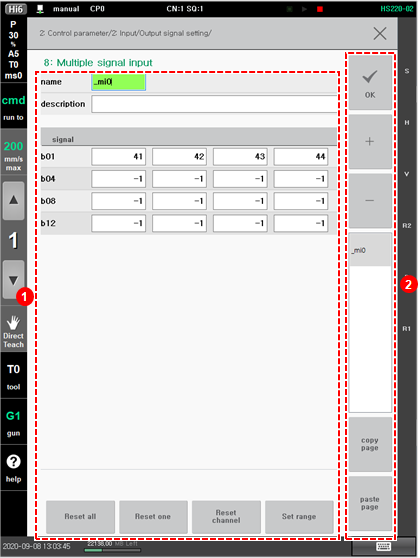 Hi6 manual CP0 CN:1 SQ:1 HS220-02
P
30
%
A5
T0
ms0
cmd
run to
200
mm/s
max
1
Direct
Teach
T0
tool
G1
gun
?
help
2: Control parameter/2: Input/Output signal setting/
8: Multiple signal input
name _mi0
description
signal
b01 41 42 43 44
b04 -1 -1 -1 -1
b08 -1 -1 -1 -1
b12 -1 -1 -1 -1
1
Reset all
Reset one
Reset
channel
Set range
OK
+
-
_mi0
2
copy
page
paste
page
S
H
V
R2
R1
2020-09-08 13:03:45 22138,00 MB Left